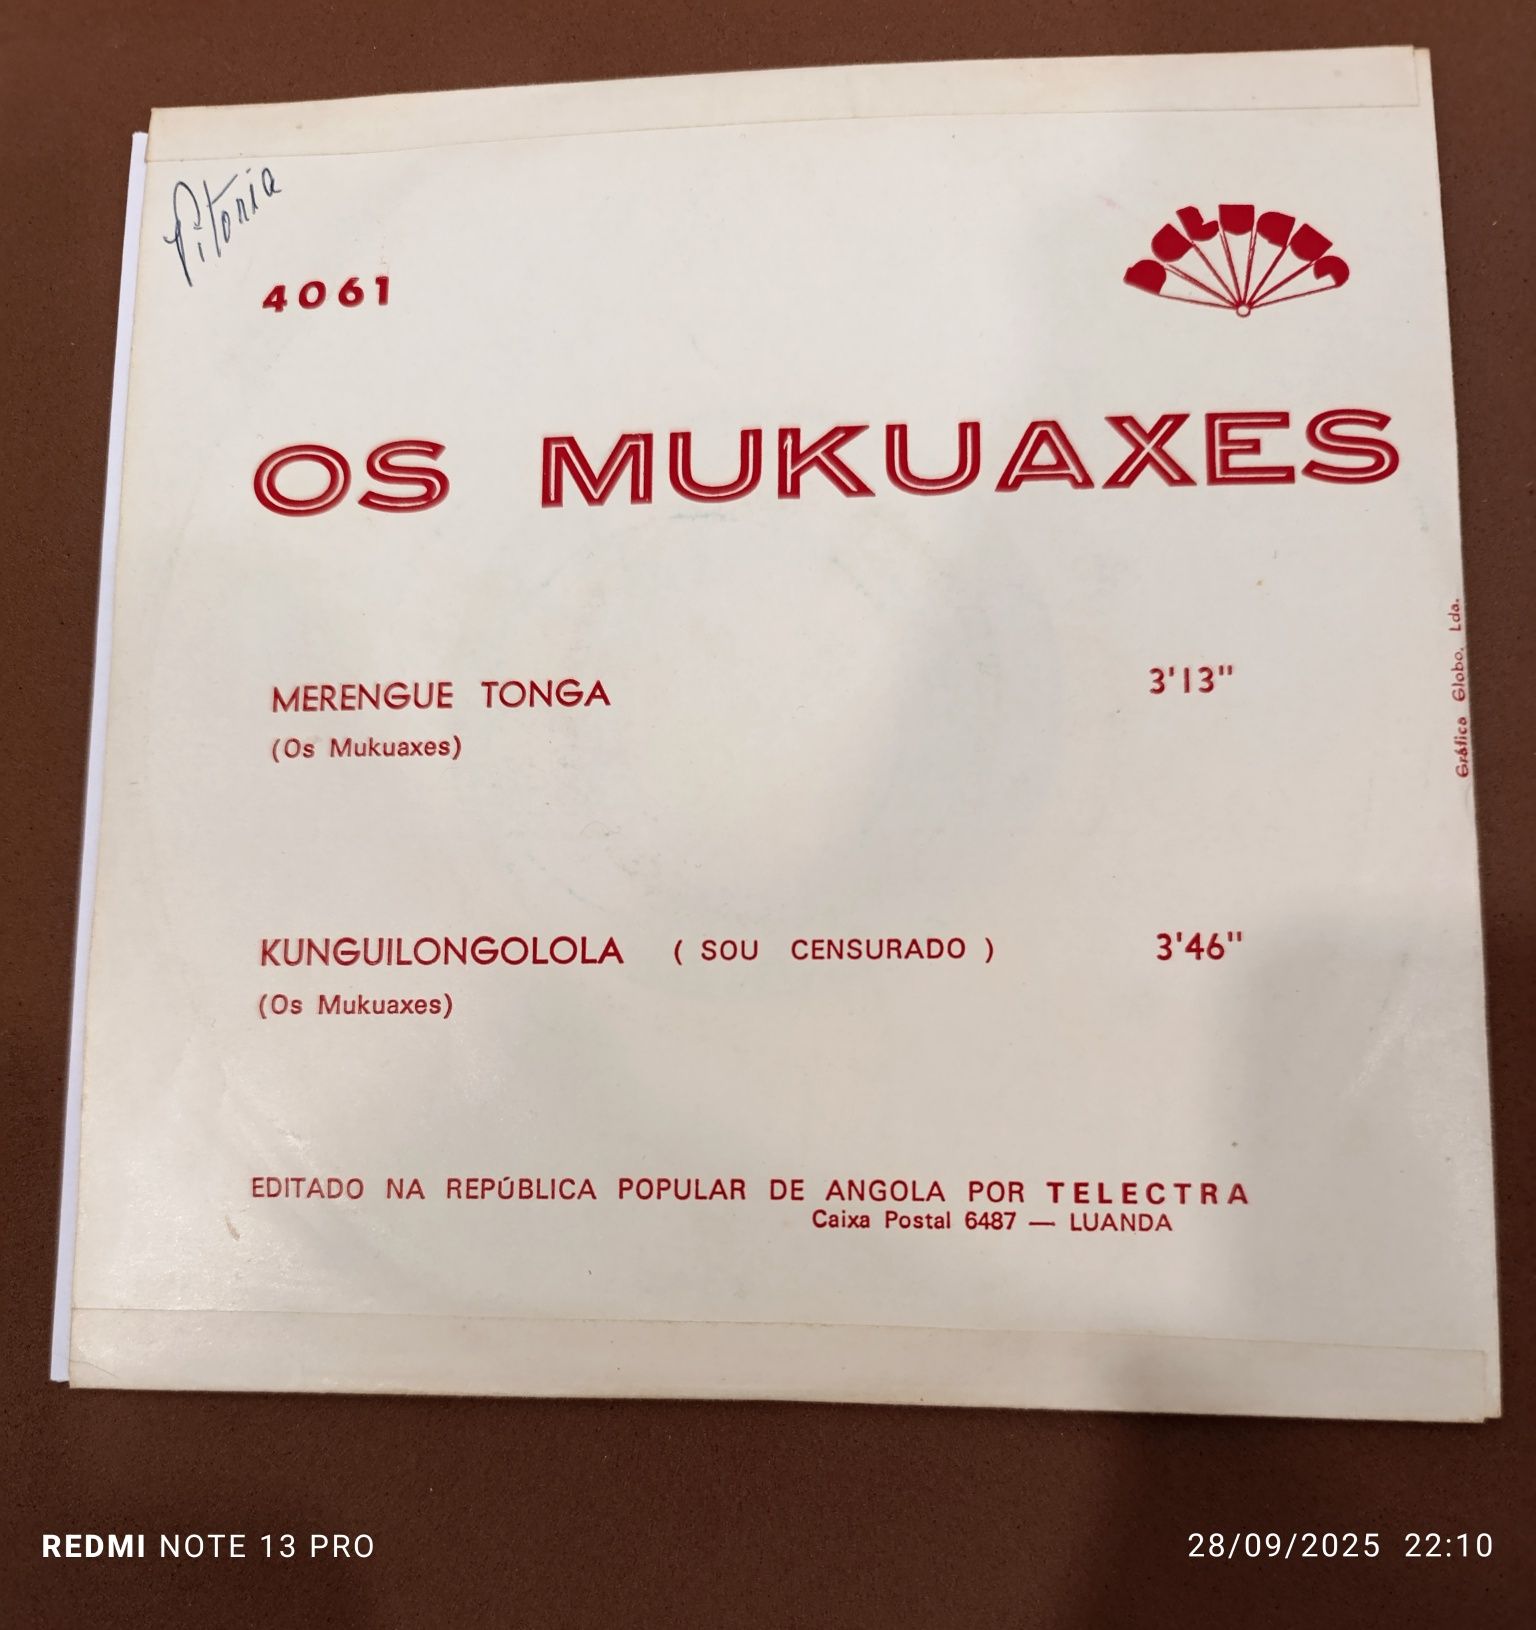 Pitoria
4061
OS MUKUAXES
MERENGUE TONGA 3'13"
(Os Mukuaxes)
KUNGUILONGOLOLA ( SOU CENSURADO ) 3'46"
(Os Mukuaxes)
EDITADO NA REPÚBLICA POPULAR DE ANGOLA POR TELECTRA
Caixa Postal 6487 — LUANDA
Gráfica Globo, Lda.
REDMI NOTE 13 PRO
28/09/2025 22:10